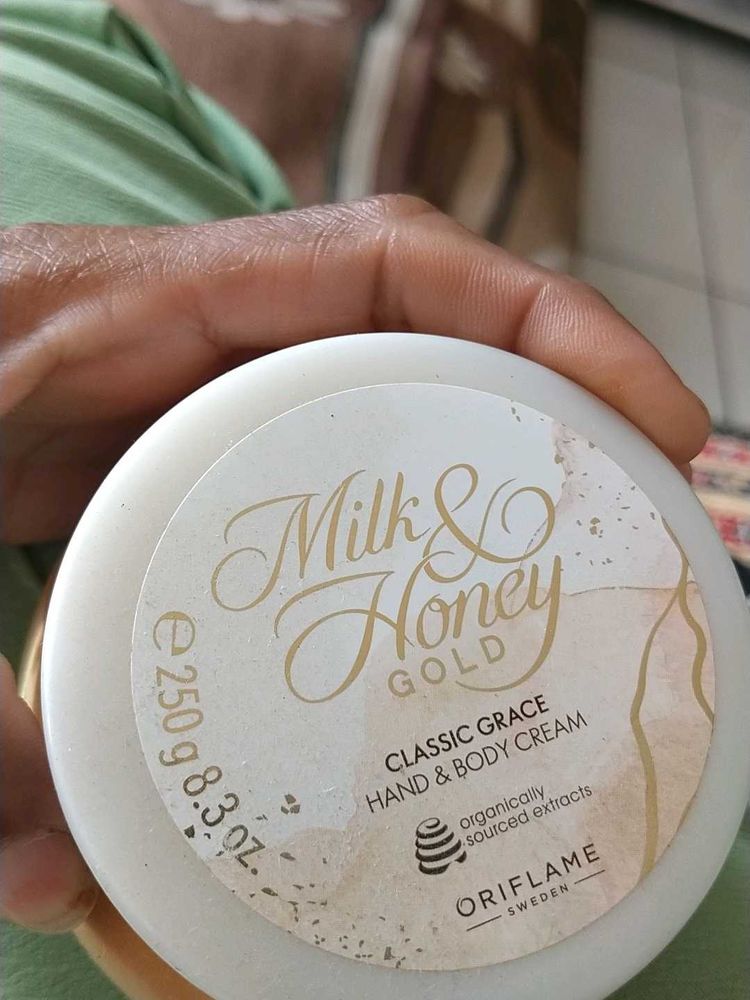 Milk &
Honey
GOLD
CLASSIC GRACE
HAND & BODY CREAM
organically
sourced extracts
ORIFLAME
SWEDEN
℮ 250 g 8.3 oz.